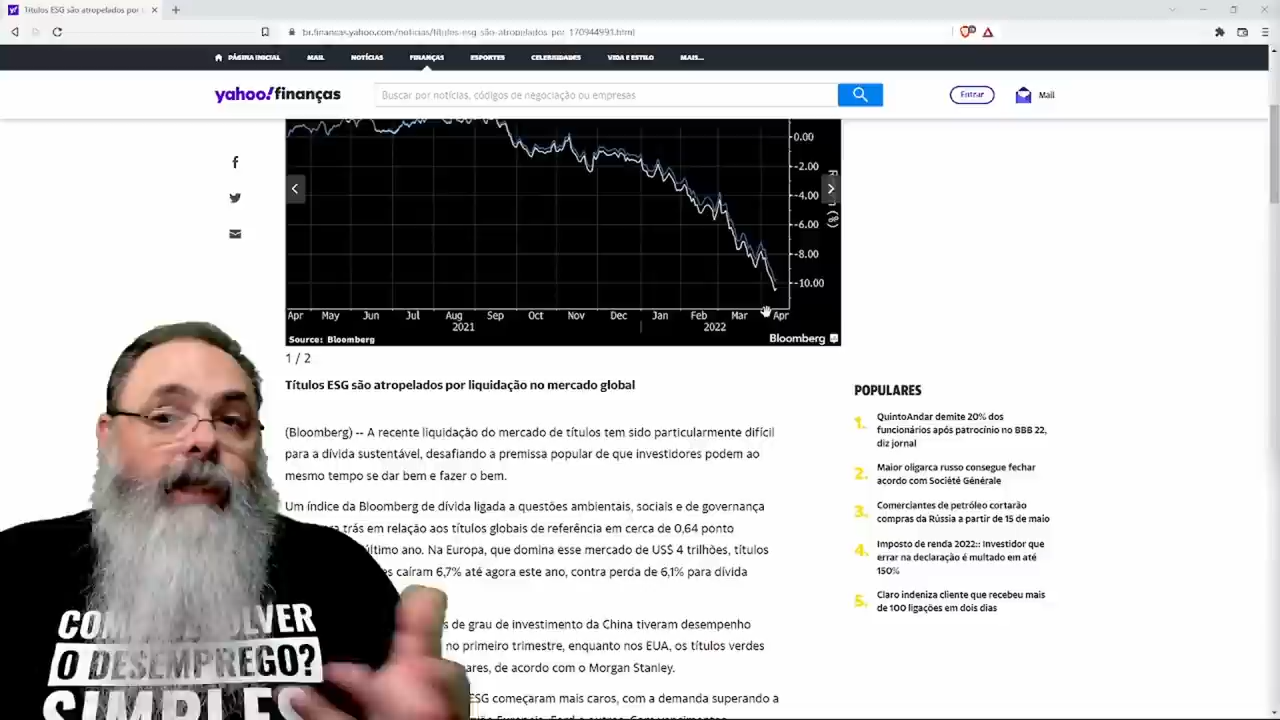 Títulos ESG são atropelados por
br.financas.yahoo.com/noticias/títulos-esg-são-atropelados-por-170944991.html
PÁGINA INICIAL MAIL NOTÍCIAS FINANÇAS ESPORTES CELEBRIDADES VIDA E ESTILO MAIS...
yahoo!finanças
Buscar por notícias, códigos de negociação ou empresas
Entrar
Mail
0.00
-2.00
-4.00
-6.00
-8.00
-10.00
(%)
Apr May Jun Jul Aug Sep Oct Nov Dec Jan Feb Mar Apr
2021 2022
Source: Bloomberg
Bloomberg
1 / 2
Títulos ESG são atropelados por liquidação no mercado global
(Bloomberg) -- A recente liquidação do mercado de títulos tem sido particularmente difícil
para a dívida sustentável, desafiando a premissa popular de que investidores podem ao
mesmo tempo se dar bem e fazer o bem.
Um índice da Bloomberg de dívida ligada a questões ambientais, sociais e de governança
trás em relação aos títulos globais de referência em cerca de 0,64 ponto
último ano. Na Europa, que domina esse mercado de US$ 4 trilhões, títulos
caíram 6,7% até agora este ano, contra perda de 6,1% para dívida
de grau de investimento da China tiveram desempenho
no primeiro trimestre, enquanto nos EUA, os títulos verdes
de acordo com o Morgan Stanley.
ESG começaram mais caros, com a demanda superando a
POPULARES
1. QuintoAndar demite 20% dos
funcionários após patrocínio no BBB 22,
diz jornal
2. Maior oligarca russo consegue fechar
acordo com Société Générale
3. Comerciantes de petróleo cortarão
compras da Rússia a partir de 15 de maio
4. Imposto de renda 2022:: Investidor que
errar na declaração é multado em até
150%
5. Claro indeniza cliente que recebeu mais
de 100 ligações em dois dias
O DESEMPREGO?
SIMPLES